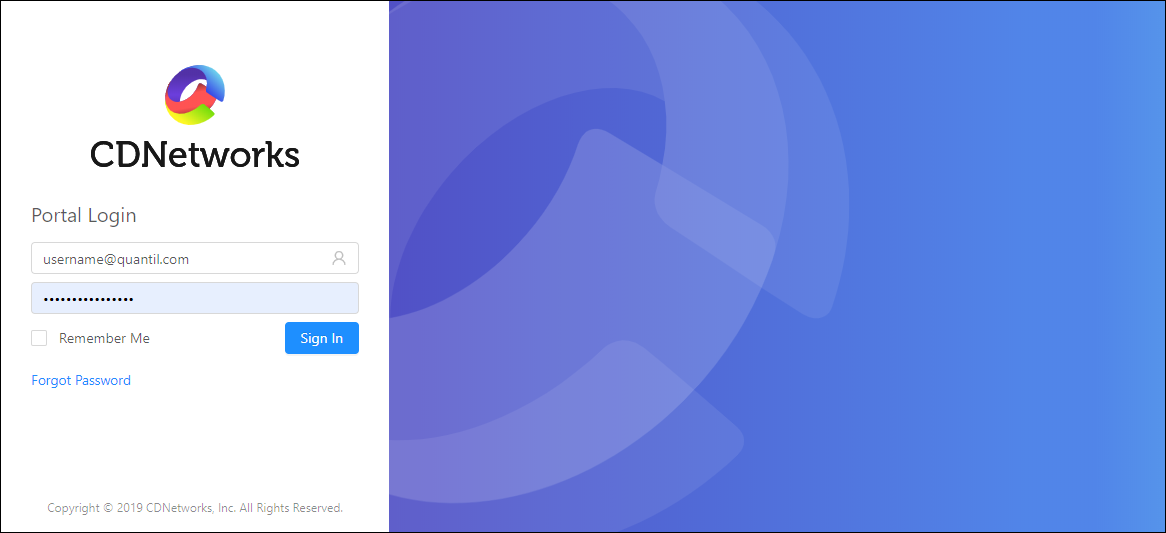 CDNetworks
Portal Login
username@quantil.com
••••••••••••••••
Remember Me
Sign In
Forgot Password
Copyright © 2019 CDNetworks, Inc. All Rights Reserved.